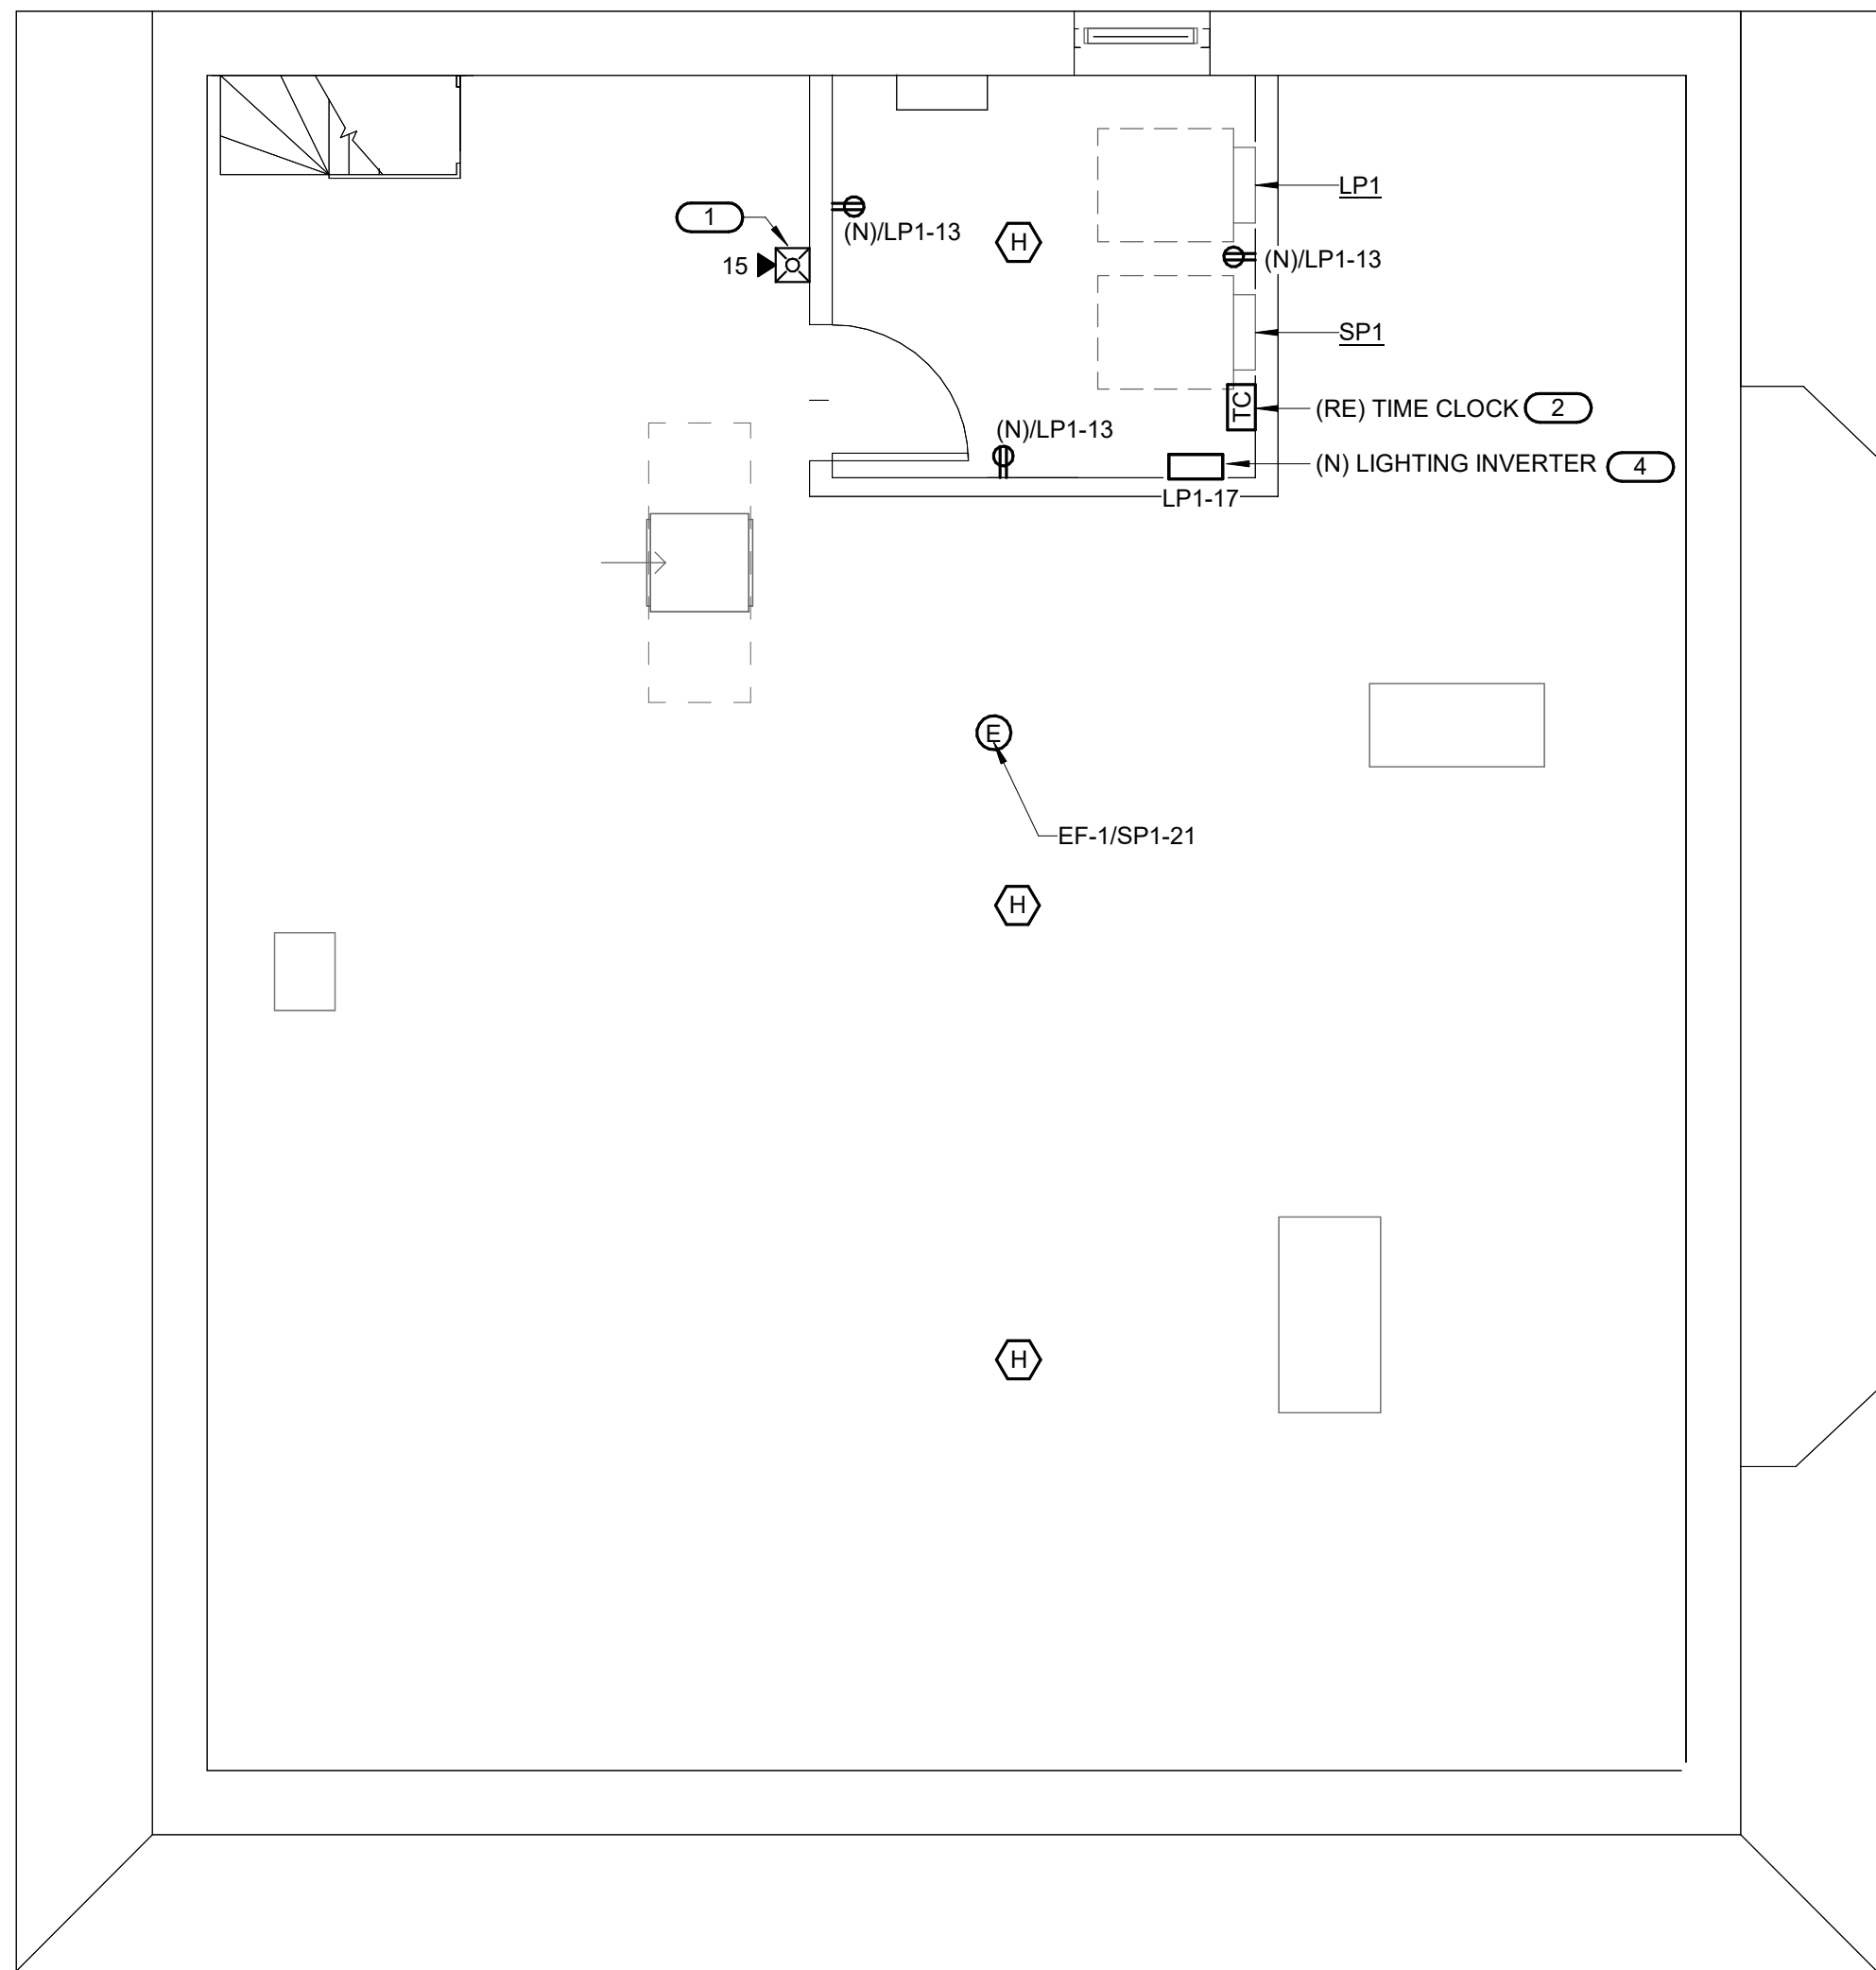 LP1
1
(N)/LP1-13
H
15
(N)/LP1-13
SP1
TC
(RE) TIME CLOCK 2
(N)/LP1-13
(N) LIGHTING INVERTER 4
LP1-17
E
EF-1/SP1-21
H
H